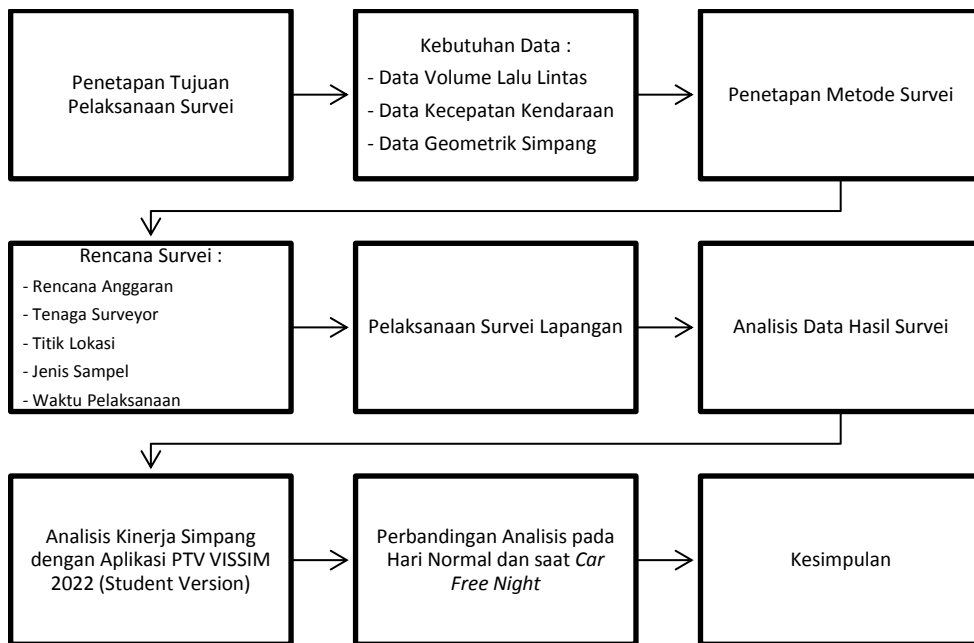 Penetapan Tujuan
Pelaksanaan Survei
Kebutuhan Data :
- Data Volume Lalu Lintas
- Data Kecepatan Kendaraan
- Data Geometrik Simpang
Penetapan Metode Survei
Rencana Survei :
- Rencana Anggaran
- Tenaga Surveyor
- Titik Lokasi
- Jenis Sampel
- Waktu Pelaksanaan
Pelaksanaan Survei Lapangan
Analisis Data Hasil Survei
Analisis Kinerja Simpang
dengan Aplikasi PTV VISSIM
2022 (Student Version)
Perbandingan Analisis pada
Hari Normal dan saat Car
Free Night
Kesimpulan